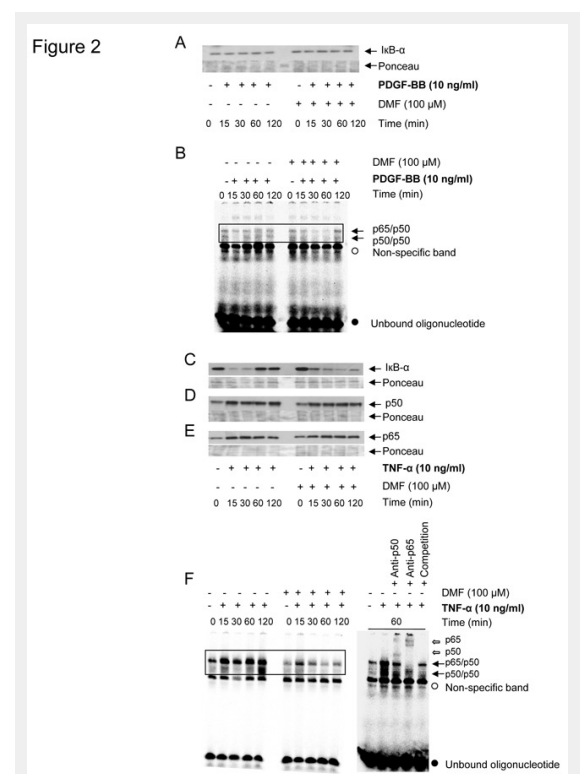 Figure 2
A
IκB-α
Ponceau
- + + + + - + + + + PDGF-BB (10 ng/ml)
- - - - - + + + + + DMF (100 µM)
0 15 30 60 120 0 15 30 60 120 Time (min)
B
- - - - - + + + + + DMF (100 µM)
- + + + + - + + + + PDGF-BB (10 ng/ml)
0 15 30 60 120 0 15 30 60 120 Time (min)
p65/p50
p50/p50
Non-specific band
Unbound oligonucleotide
C
IκB-α
Ponceau
D
p50
Ponceau
E
p65
Ponceau
- + + + + - + + + + TNF-α (10 ng/ml)
- - - - - + + + + + DMF (100 µM)
0 15 30 60 120 0 15 30 60 120 Time (min)
+ Anti-p50
+ Anti-p65
+ Competition
F
- - - - - + + + + + - - - - - DMF (100 µM)
- + + + + - + + + + - + + + + TNF-α (10 ng/ml)
0 15 30 60 120 0 15 30 60 120 60 Time (min)
p65
p50
p65/p50
p50/p50
Non-specific band
Unbound oligonucleotide